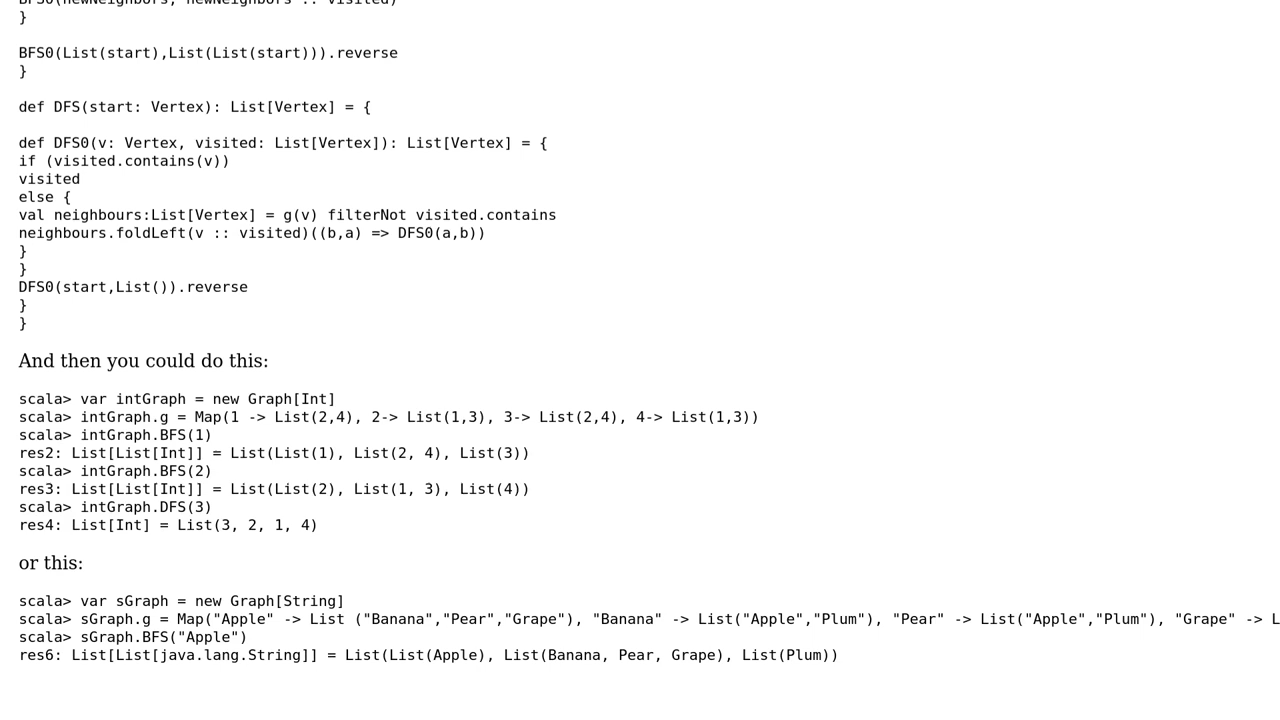 BFS0(newNeighbors, newNeighbors :: visited)
}
BFS0(List(start),List(List(start))).reverse
}
def DFS(start: Vertex): List[Vertex] = {
def DFS0(v: Vertex, visited: List[Vertex]): List[Vertex] = {
if (visited.contains(v))
visited
else {
val neighbours:List[Vertex] = g(v) filterNot visited.contains
neighbours.foldLeft(v :: visited)((b,a) => DFS0(a,b))
}
}
DFS0(start,List()).reverse
}
}
And then you could do this:
scala> var intGraph = new Graph[Int]
scala> intGraph.g = Map(1 -> List(2,4), 2-> List(1,3), 3-> List(2,4), 4-> List(1,3))
scala> intGraph.BFS(1)
res2: List[List[Int]] = List(List(1), List(2, 4), List(3))
scala> intGraph.BFS(2)
res3: List[List[Int]] = List(List(2), List(1, 3), List(4))
scala> intGraph.DFS(3)
res4: List[Int] = List(3, 2, 1, 4)
or this:
scala> var sGraph = new Graph[String]
scala> sGraph.g = Map("Apple" -> List ("Banana","Pear","Grape"), "Banana" -> List("Apple","Plum"), "Pear" -> List("Apple","Plum"), "Grape" -> L
scala> sGraph.BFS("Apple")
res6: List[List[java.lang.String]] = List(List(Apple), List(Banana, Pear, Grape), List(Plum))